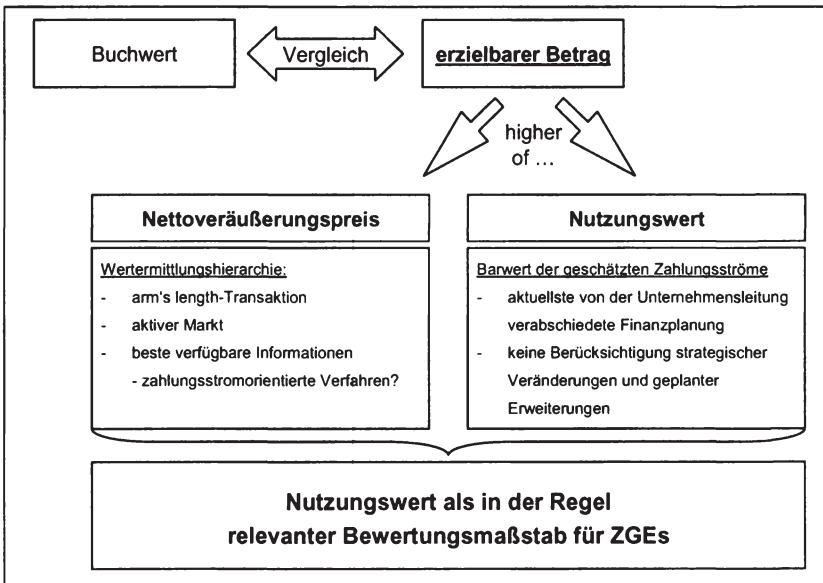 Buchwert
Vergleich
erzielbarer Betrag
higher
of ...
Nettoveräußerungspreis
Wertermittlungshierarchie:
- arm's length-Transaktion
- aktiver Markt
- beste verfügbare Informationen
- zahlungsstromorientierte Verfahren?
Nutzungswert
Barwert der geschätzten Zahlungsströme
- aktuellste von der Unternehmensleitung
verabschiedete Finanzplanung
- keine Berücksichtigung strategischer
Veränderungen und geplanter
Erweiterungen
Nutzungswert als in der Regel
relevanter Bewertungsmaßstab für ZGEs